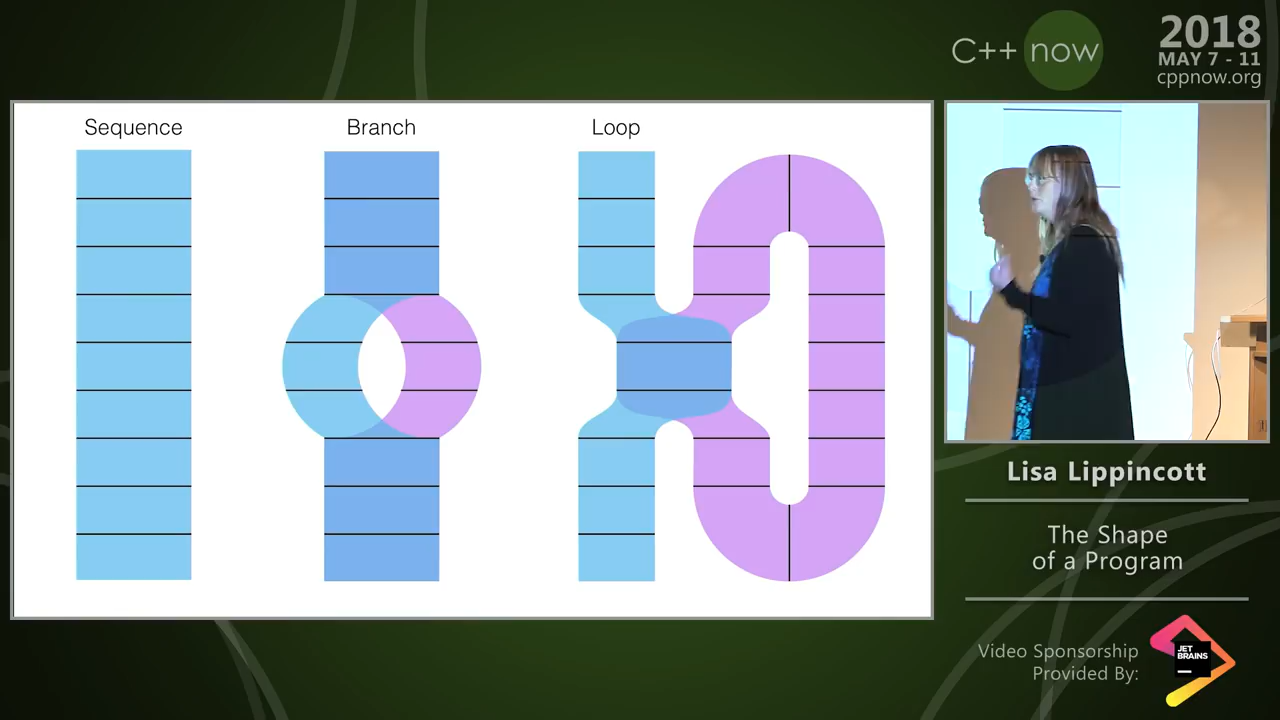 C++ now
2018
MAY 7 - 11
cppnow.org
Sequence
Branch
Loop
Lisa Lippincott
The Shape
of a Program
Video Sponsorship
Provided By:
JET
BRAINS